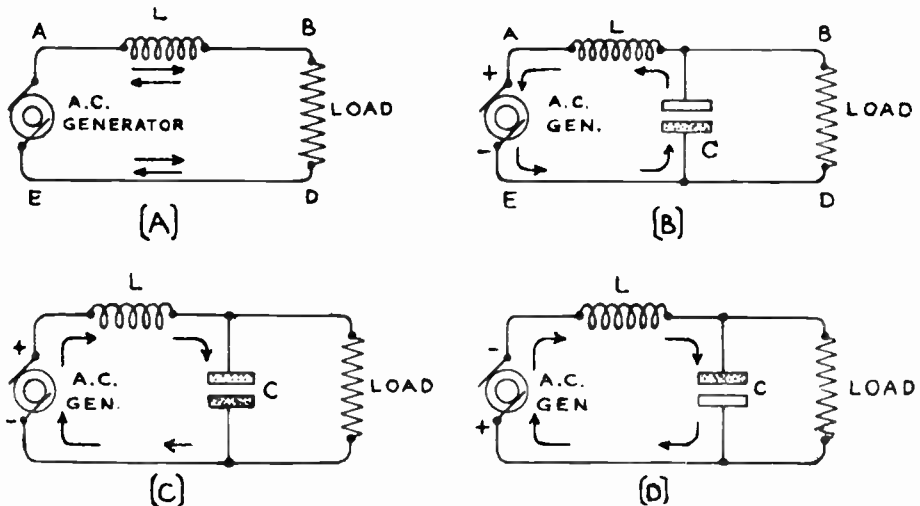 L
A B
A.C.
GENERATOR
LOAD
E D
[A]
L
A B
+
A.C.
GEN.
-
C
LOAD
E D
[B]
L
+
A.C.
GEN.
-
C
LOAD
[C]
L
-
A.C.
GEN
+
C
LOAD
[D]